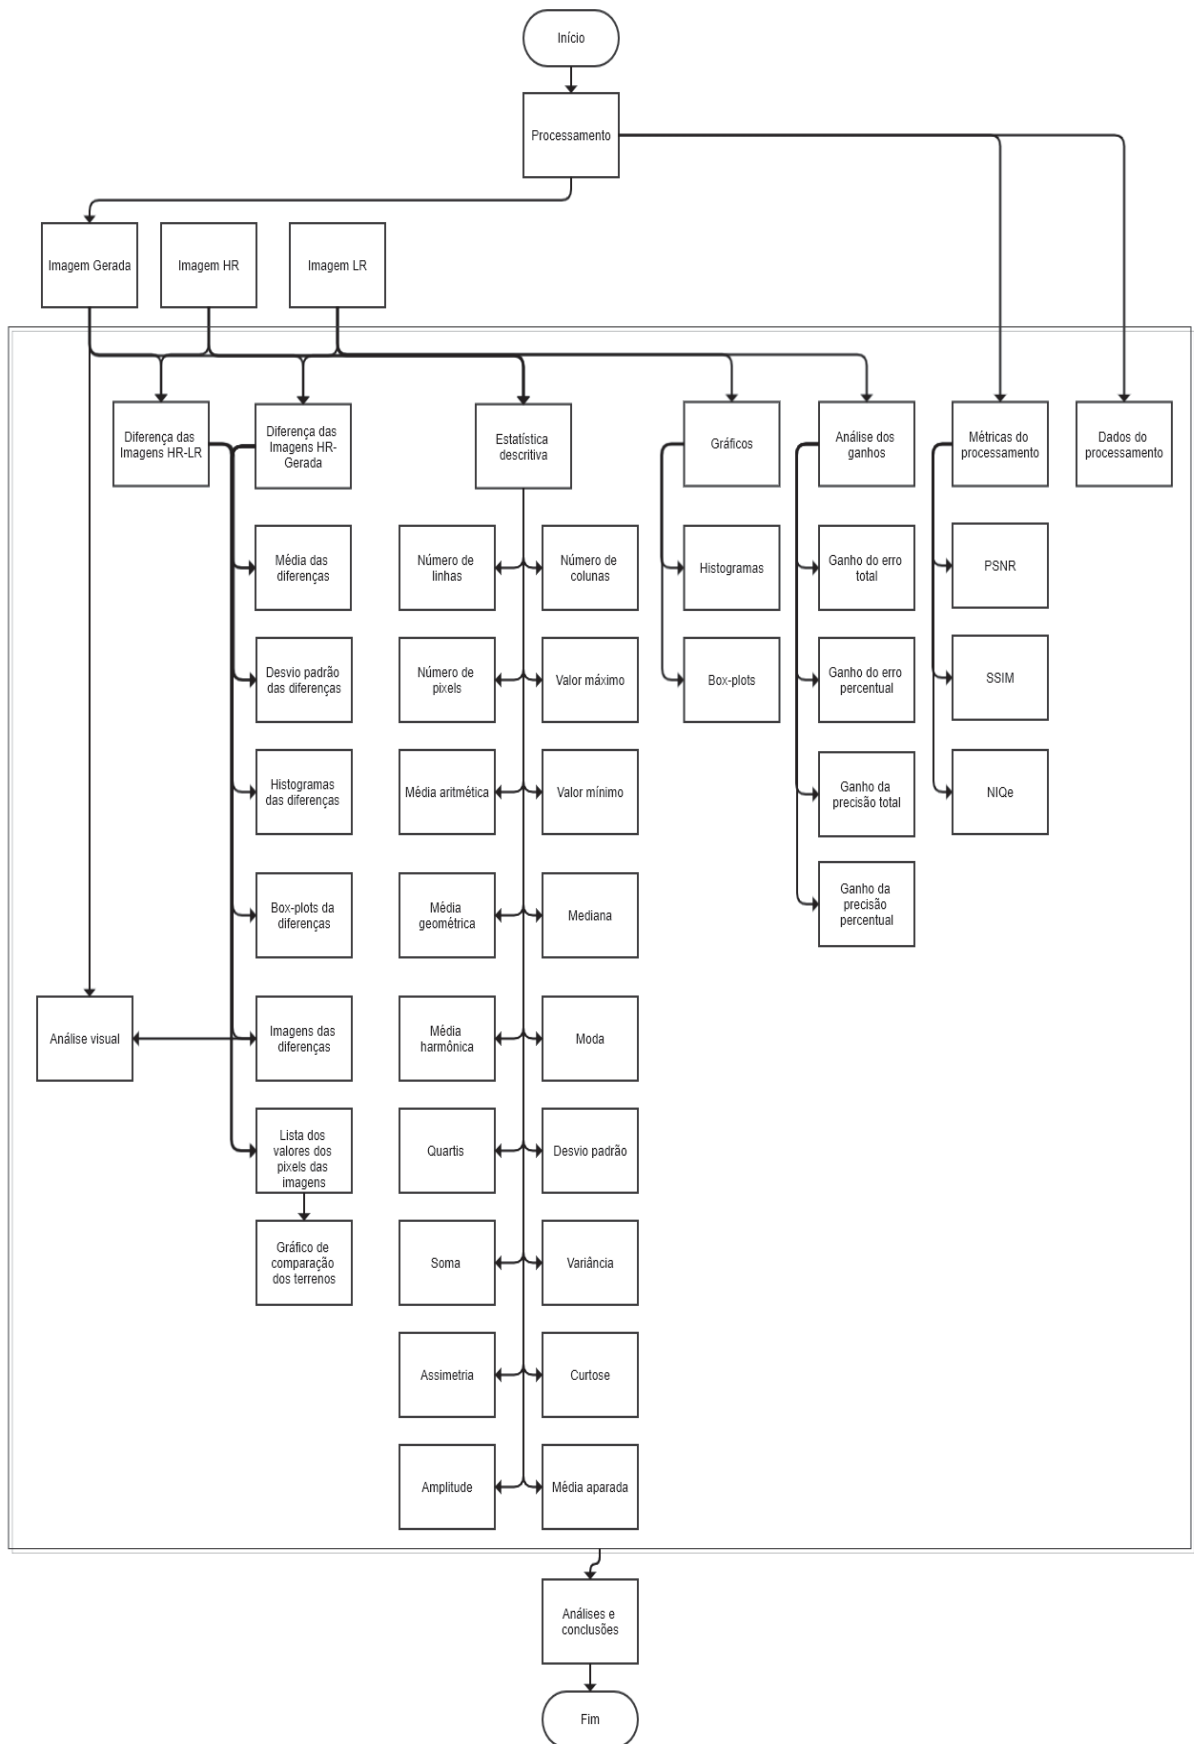 Início
Processamento
Imagem Gerada
Imagem HR
Imagem LR
Diferença das
Imagens HR-LR
Diferença das
Imagens HR-
Gerada
Estatística
descritiva
Gráficos
Análise dos
ganhos
Métricas do
processamento
Dados do
processamento
Média das
diferenças
Número de
linhas
Número de
colunas
Histogramas
Ganho do erro
total
PSNR
Desvio padrão
das diferenças
Número de
pixels
Valor máximo
Box-plots
Ganho do erro
percentual
SSIM
Histogramas
das diferenças
Média aritmética
Valor mínimo
Ganho da
precisão total
NIQe
Box-plots da
diferenças
Média
geométrica
Mediana
Ganho da
precisão
percentual
Análise visual
Imagens das
diferenças
Média
harmônica
Moda
Lista dos
valores dos
pixels das
imagens
Quartis
Desvio padrão
Gráfico de
comparação
dos terrenos
Soma
Variância
Assimetria
Curtose
Amplitude
Média aparada
Análises e
conclusões
Fim